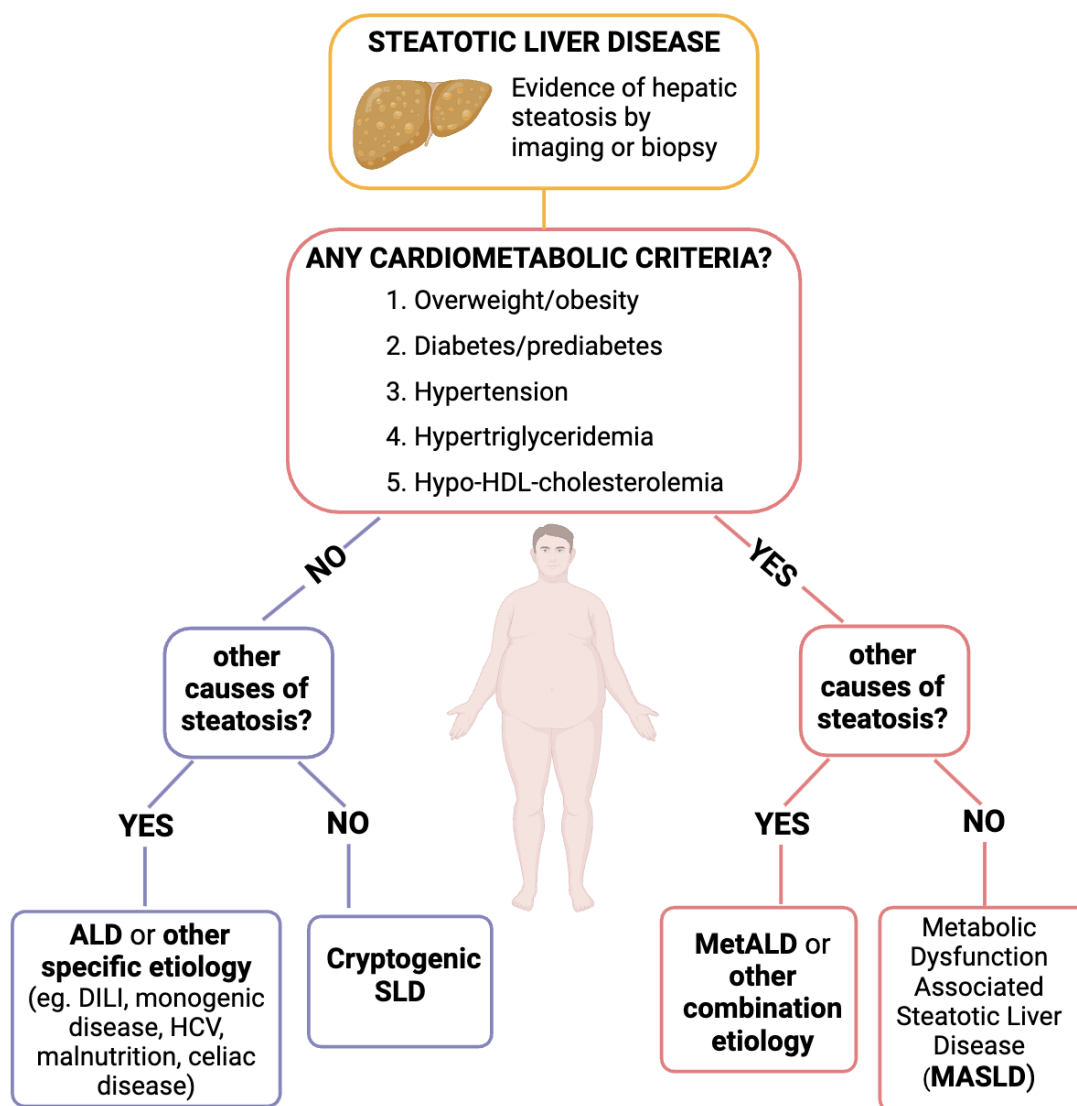 STEATOTIC LIVER DISEASE
Evidence of hepatic
steatosis by
imaging or biopsy
ANY CARDIOMETABOLIC CRITERIA?
1. Overweight/obesity
2. Diabetes/prediabetes
3. Hypertension
4. Hypertriglyceridemia
5. Hypo-HDL-cholesterolemia
NO
YES
other
causes of
steatosis?
other
causes of
steatosis?
YES
NO
YES
NO
ALD or other
specific etiology
(eg. DILI, monogenic
disease, HCV,
malnutrition, celiac
disease)
Cryptogenic
SLD
MetALD or
other
combination
etiology
Metabolic
Dysfunction
Associated
Steatotic Liver
Disease
(MASLD)